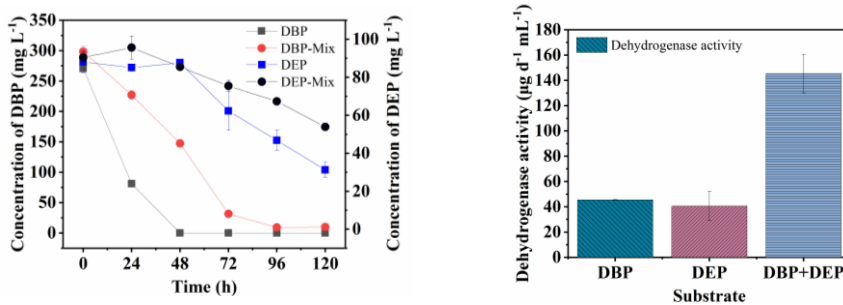 Concentration of DBP (mg L⁻¹)
350
300
250
200
150
100
50
0
DBP
DBP-Mix
DEP
DEP-Mix
100
80
60
40
20
0
Concentration of DEP (mg L⁻¹)
0 24 48 72 96 120
Time (h)
Dehydrogenase activity (μg d⁻¹ mL⁻¹)
180
160
140
120
100
80
60
40
20
0
Dehydrogenase activity
DBP DEP DBP+DEP
Substrate